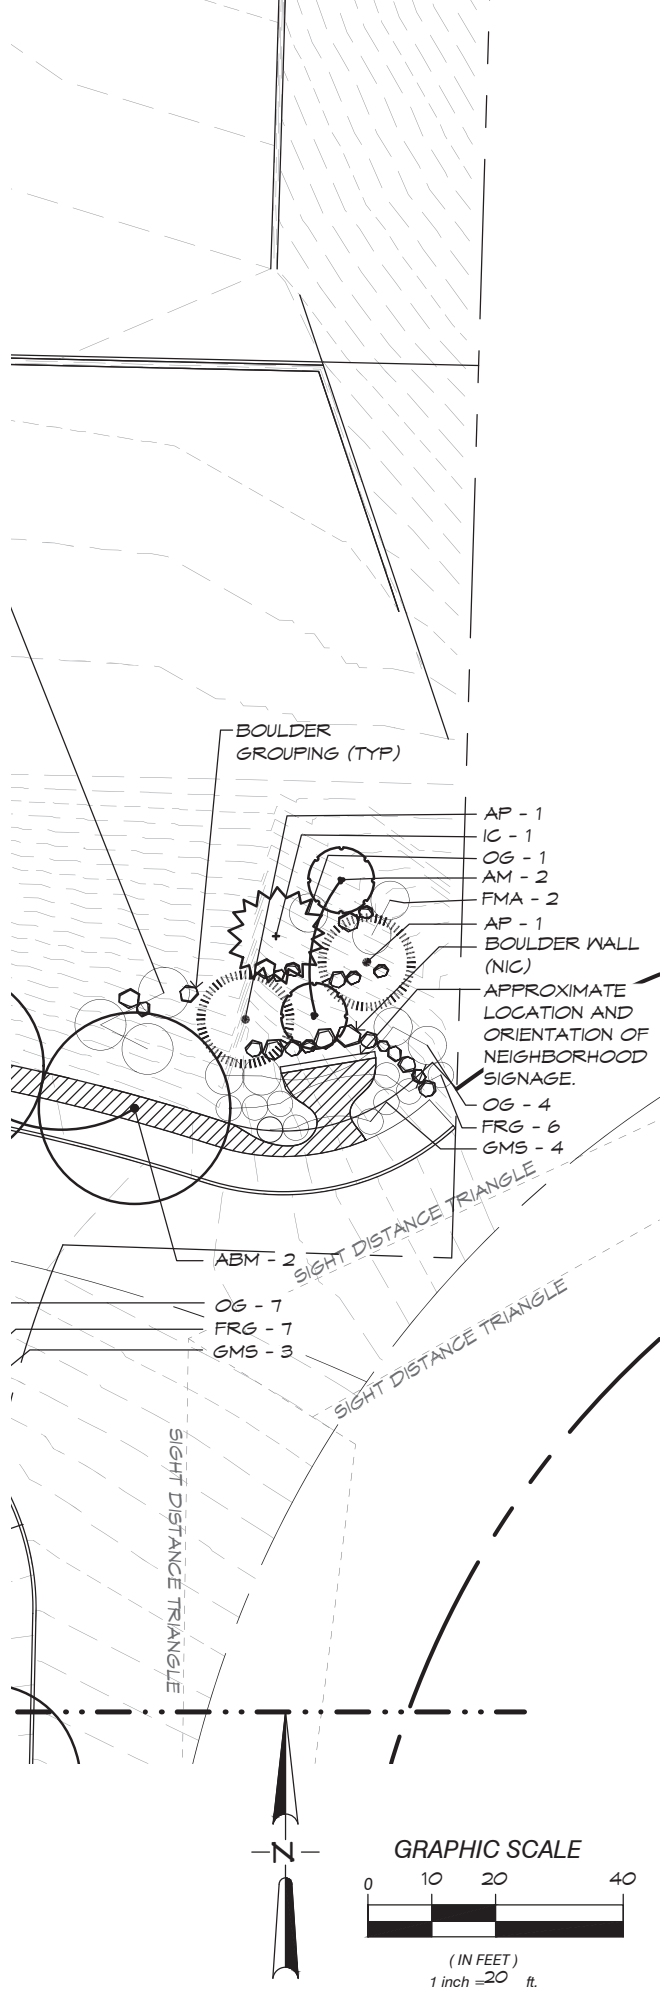 BOULDER
GROUPING (TYP)
AP - 1
IC - 1
OG - 1
AM - 2
FMA - 2
AP - 1
BOULDER WALL
(NIC)
APPROXIMATE
LOCATION AND
ORIENTATION OF
NEIGHBORHOOD
SIGNAGE.
OG - 4
FRG - 6
GMS - 4
SIGHT DISTANCE TRIANGLE
ABM - 2
OG - 7
FRG - 7
GMS - 3
SIGHT DISTANCE TRIANGLE
SIGHT DISTANCE TRIANGLE
N
GRAPHIC SCALE
0 10 20 40
( IN FEET )
1 inch =20 ft.